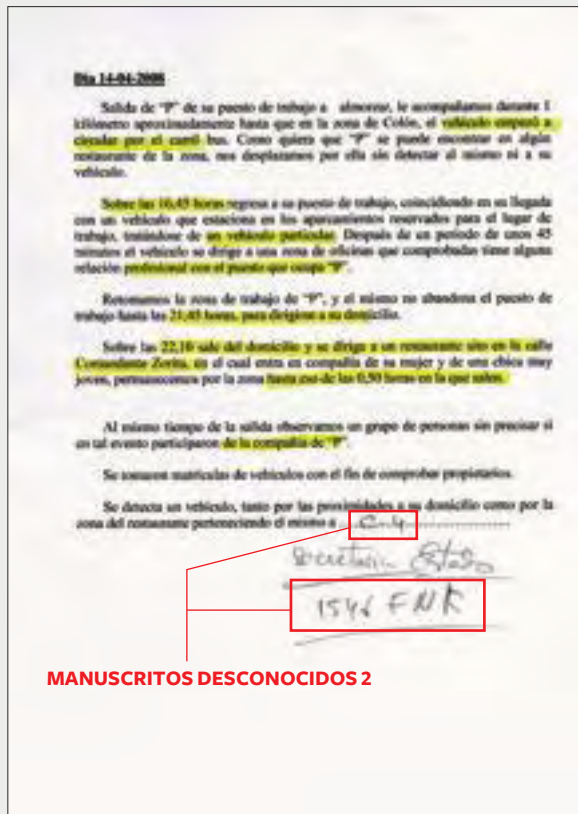 Día 14-04-2008
Salida de "P" de su puesto de trabajo a almorzar, le acompañamos durante 1
kilómetro aproximadamente hasta que en la zona de Colón, el vehículo empezó a
circular por el carril bus. Como quiera que "P" se puede encontrar en algún
restaurante de la zona, nos desplazamos por ella sin detectar al mismo ni a su
vehículo.
Sobre las 16,45 horas regresa a su puesto de trabajo, coincidiendo en su llegada
con un vehículo que estaciona en los aparcamientos reservados para el lugar de
trabajo, tratándose de un vehículo particular. Después de un período de unos 45
minutos el vehículo se dirige a una zona de oficinas que comprobadas tiene alguna
relación profesional con el puesto que ocupa "P".
Retomamos la zona de trabajo de "P", y el mismo no abandona el puesto de
trabajo hasta las 21,45 horas, para dirigirse a su domicilio.
Sobre las 22,10 sale del domicilio y se dirige a un restaurante sito en la calle
Comandante Zorita, en el cual entra en compañía de su mujer y de una chica muy
joven, permanecemos por la zona hasta eso de las 0,50 horas en la que salen.
Al mismo tiempo de la salida observamos un grupo de personas sin precisar si
en tal evento participaron de la compañía de "P".
Se tomaron matrículas de vehículos con el fin de comprobar propietarios.
Se detecta un vehículo, tanto por las proximidades a su domicilio como por la
zona del restaurante perteneciendo el mismo a ...C-4...............
Secretario Estado
1546 FNR
MANUSCRITOS DESCONOCIDOS 2